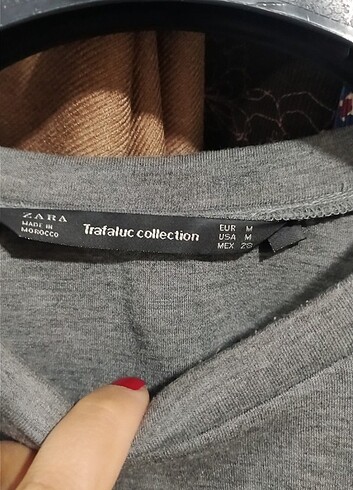 ZARA
MADE IN
MOROCCO
Trafaluc collection
EUR M
USA M
MEX 28